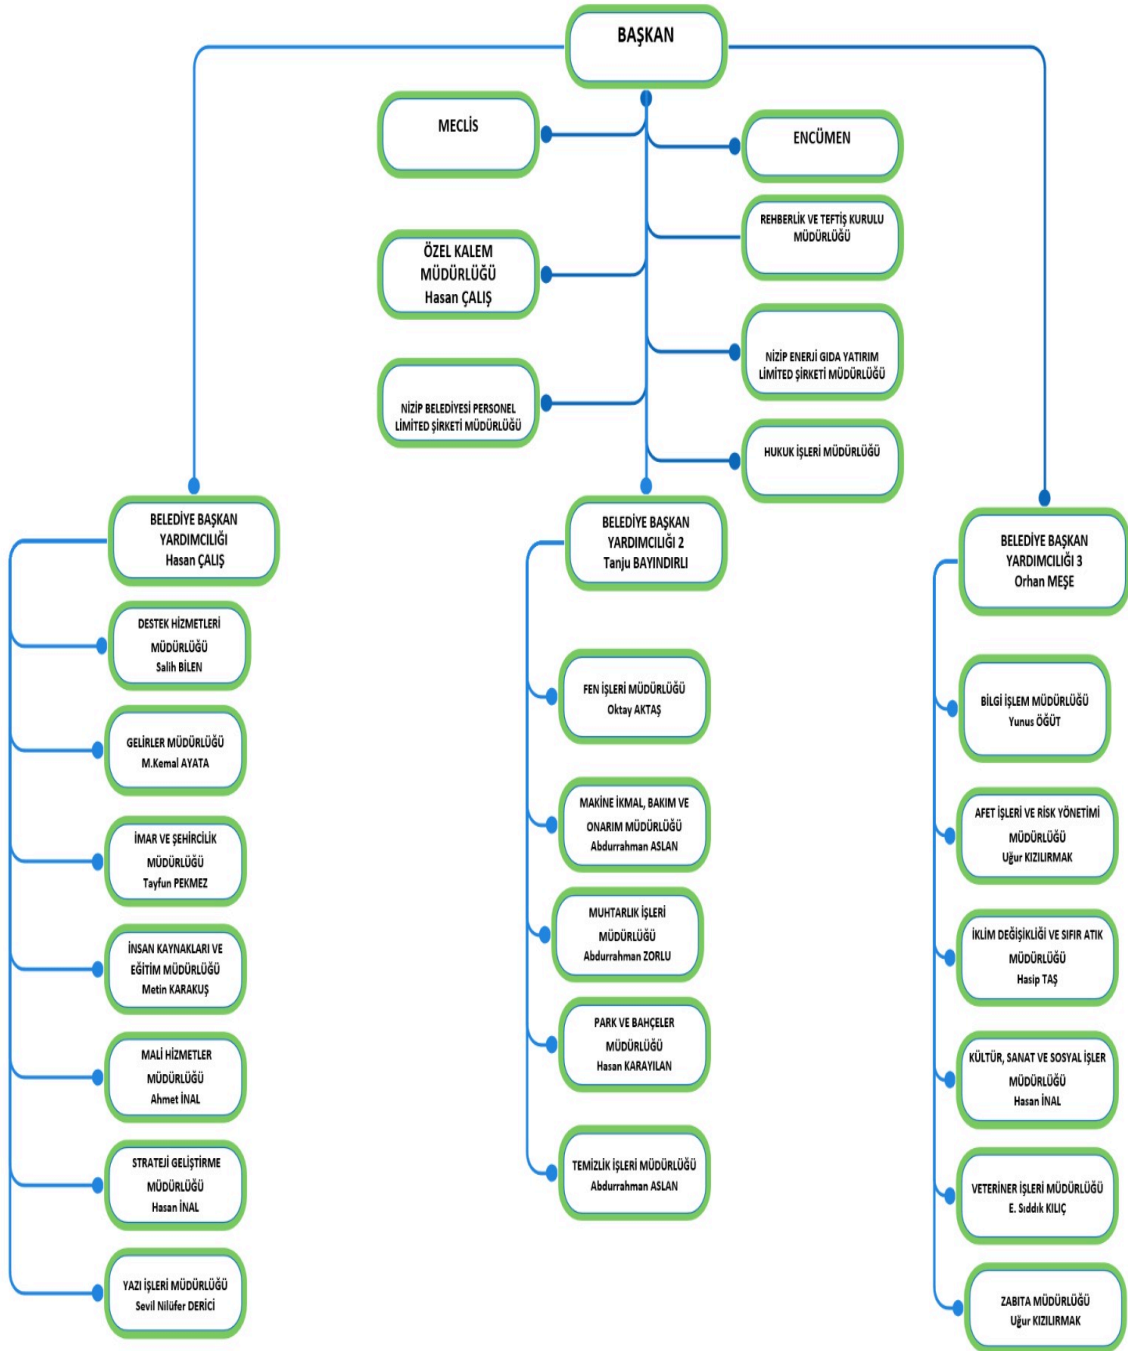 BAŞKAN
MECLİS
ENCÜMEN
REHBERLİK VE TEFTİŞ KURULU
MÜDÜRLÜĞÜ
ÖZEL KALEM
MÜDÜRLÜĞÜ
Hasan ÇALIŞ
NİZİP ENERJİ GIDA YATIRIM
LİMİTED ŞİRKETİ MÜDÜRLÜĞÜ
NİZİP BELEDİYESİ PERSONEL
LİMİTED ŞİRKETİ MÜDÜRLÜĞÜ
HUKUK İŞLERİ MÜDÜRLÜĞÜ
BELEDİYE BAŞKAN
YARDIMCILIĞI
Hasan ÇALIŞ
DESTEK HİZMETLERİ
MÜDÜRLÜĞÜ
Salih BİLEN
GELİRLER MÜDÜRLÜĞÜ
M.Kemal AYATA
İMAR VE ŞEHİRCİLİK
MÜDÜRLÜĞÜ
Tayfun PEKMEZ
İNSAN KAYNAKLARI VE
EĞİTİM MÜDÜRLÜĞÜ
Metin KARAKUŞ
MALİ HİZMETLER
MÜDÜRLÜĞÜ
Ahmet İNAL
STRATEJİ GELİŞTİRME
MÜDÜRLÜĞÜ
Hasan İNAL
YAZI İŞLERİ MÜDÜRLÜĞÜ
Sevil Nilüfer DERİCİ
BELEDİYE BAŞKAN
YARDIMCILIĞI 2
Tanju BAYINDIRLI
FEN İŞLERİ MÜDÜRLÜĞÜ
Oktay AKTAŞ
MAKİNE İKMAL, BAKIM VE
ONARIM MÜDÜRLÜĞÜ
Abdurrahman ASLAN
MUHTARLIK İŞLERİ
MÜDÜRLÜĞÜ
Abdurrahman ZORLU
PARK VE BAHÇELER
MÜDÜRLÜĞÜ
Hasan KARAYILAN
TEMİZLİK İŞLERİ MÜDÜRLÜĞÜ
Abdurrahman ASLAN
BELEDİYE BAŞKAN
YARDIMCILIĞI 3
Orhan MEŞE
BİLGİ İŞLEM MÜDÜRLÜĞÜ
Yunus ÖĞÜT
AFET İŞLERİ VE RİSK YÖNETİMİ
MÜDÜRLÜĞÜ
Uğur KIZILIRMAK
İKLİM DEĞİŞİKLİĞİ VE SIFIR ATIK
MÜDÜRLÜĞÜ
Hasip TAŞ
KÜLTÜR, SANAT VE SOSYAL İŞLER
MÜDÜRLÜĞÜ
Hasan İNAL
VETERİNER İŞLERİ MÜDÜRLÜĞÜ
E. Sıddık KILIÇ
ZABITA MÜDÜRLÜĞÜ
Uğur KIZILIRMAK